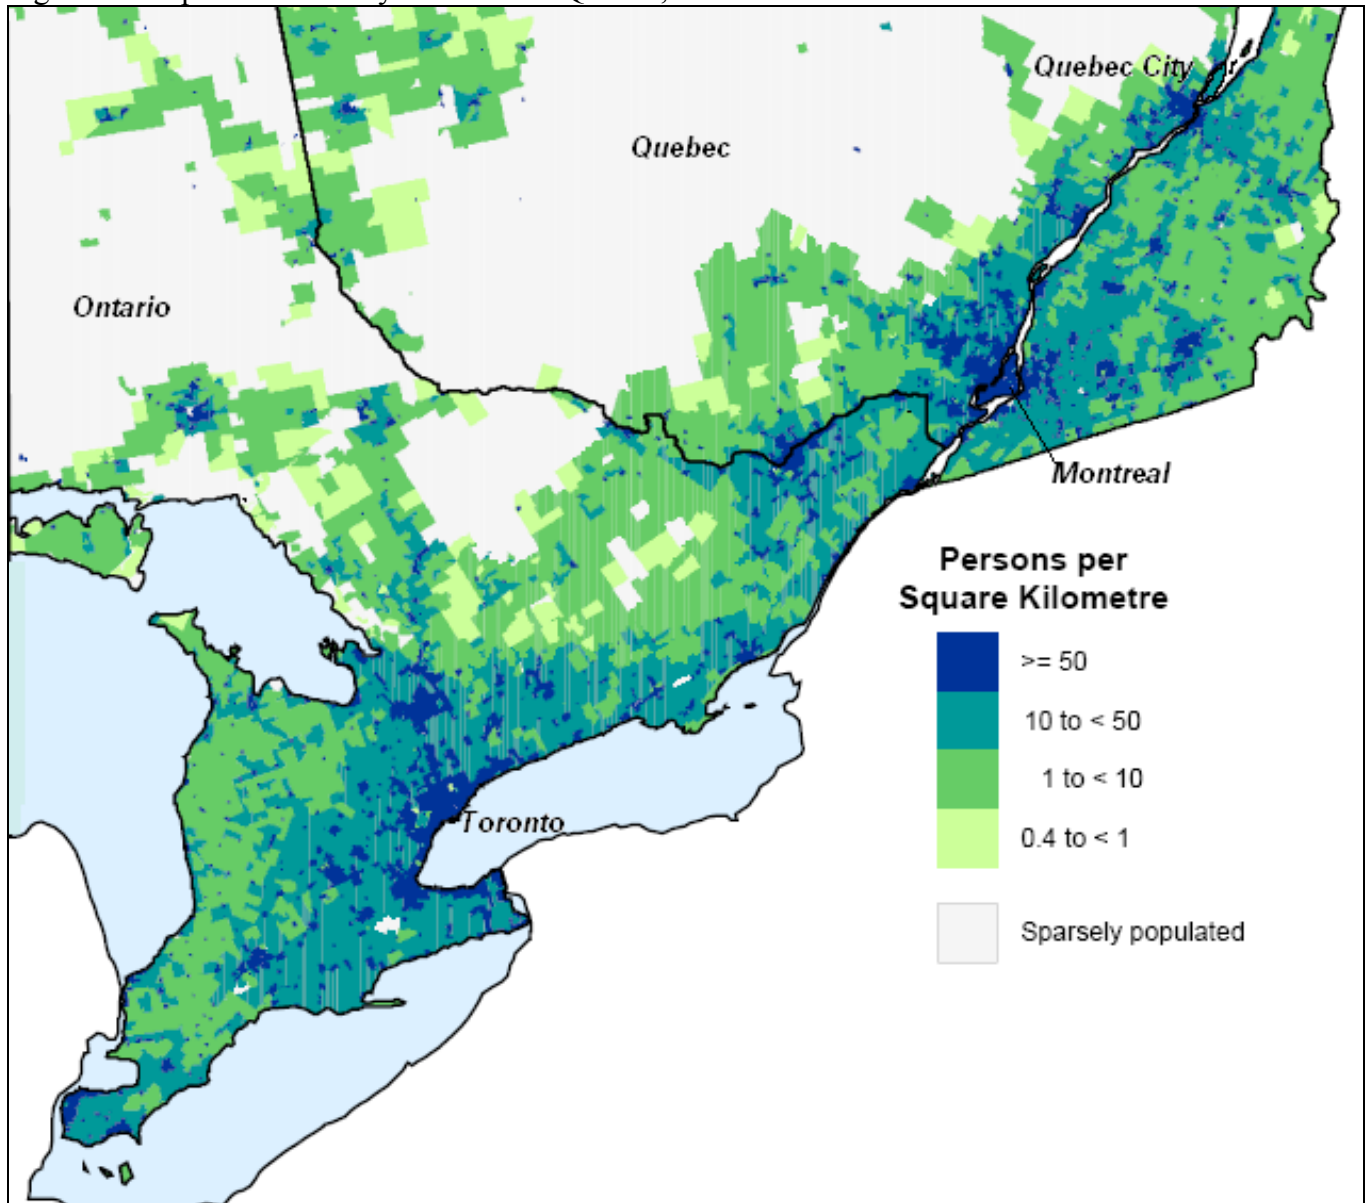 Quebec City
Quebec
Ontario
Montreal
Persons per
Square Kilometre
>= 50
10 to < 50
1 to < 10
0.4 to < 1
Toronto
Sparsely populated